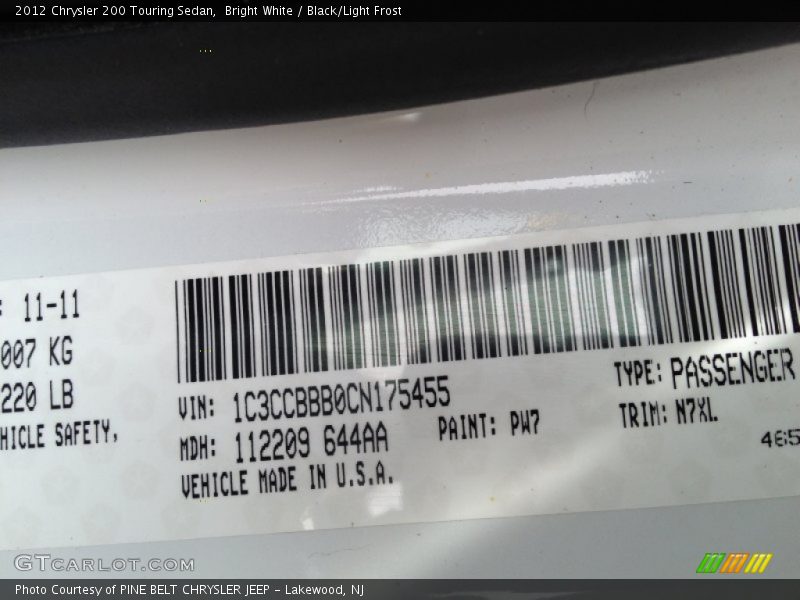 2012 Chrysler 200 Touring Sedan, Bright White / Black/Light Frost
: 11-11
007 KG
220 LB
HICLE SAFETY,
VIN: 1C3CCBBB0CN175455
TYPE: PASSENGER
MDH: 112209 644AA
PAINT: PW7
TRIM: N7XL
VEHICLE MADE IN U.S.A.
465
GTCARLOT.COM
Photo Courtesy of PINE BELT CHRYSLER JEEP - Lakewood, NJ